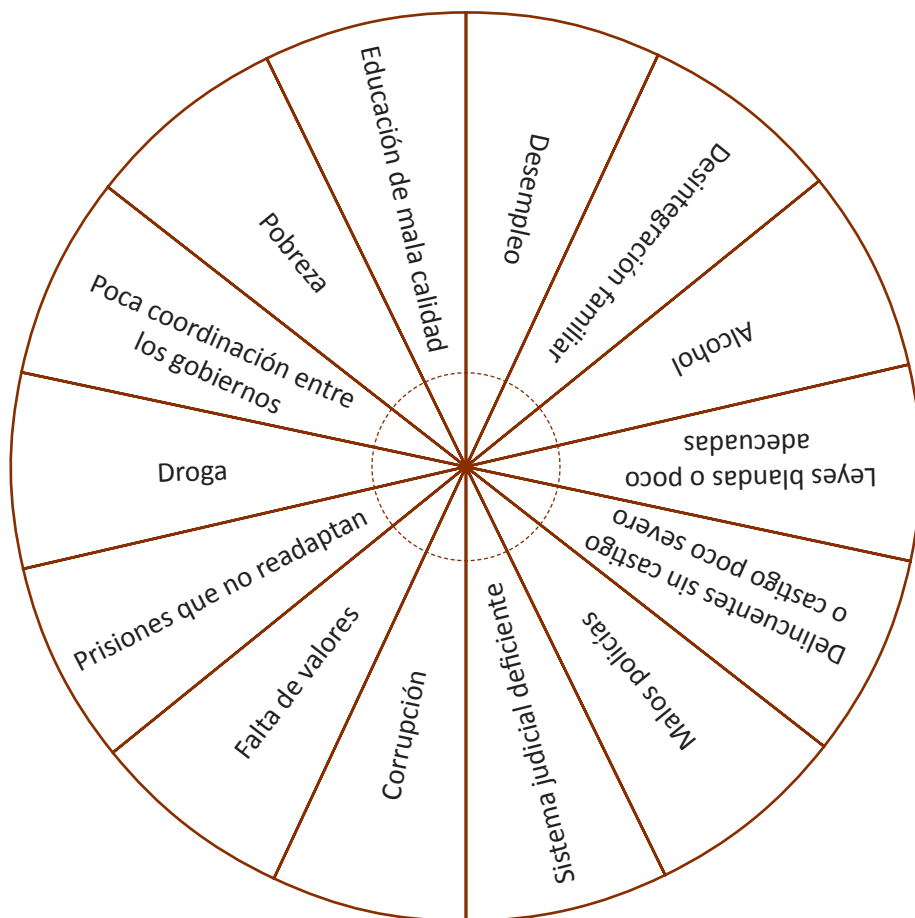 Desempleo
Desintegración familiar
Alcohol
Leyes blandas o poco
adecuadas
Delincuentes sin castigo
o castigo poco severo
Malos policías
Sistema judicial deficiente
Corrupción
Falta de valores
Prisiones que no readaptan
Droga
Poca coordinación entre
los gobiernos
Pobreza
Educación de mala calidad